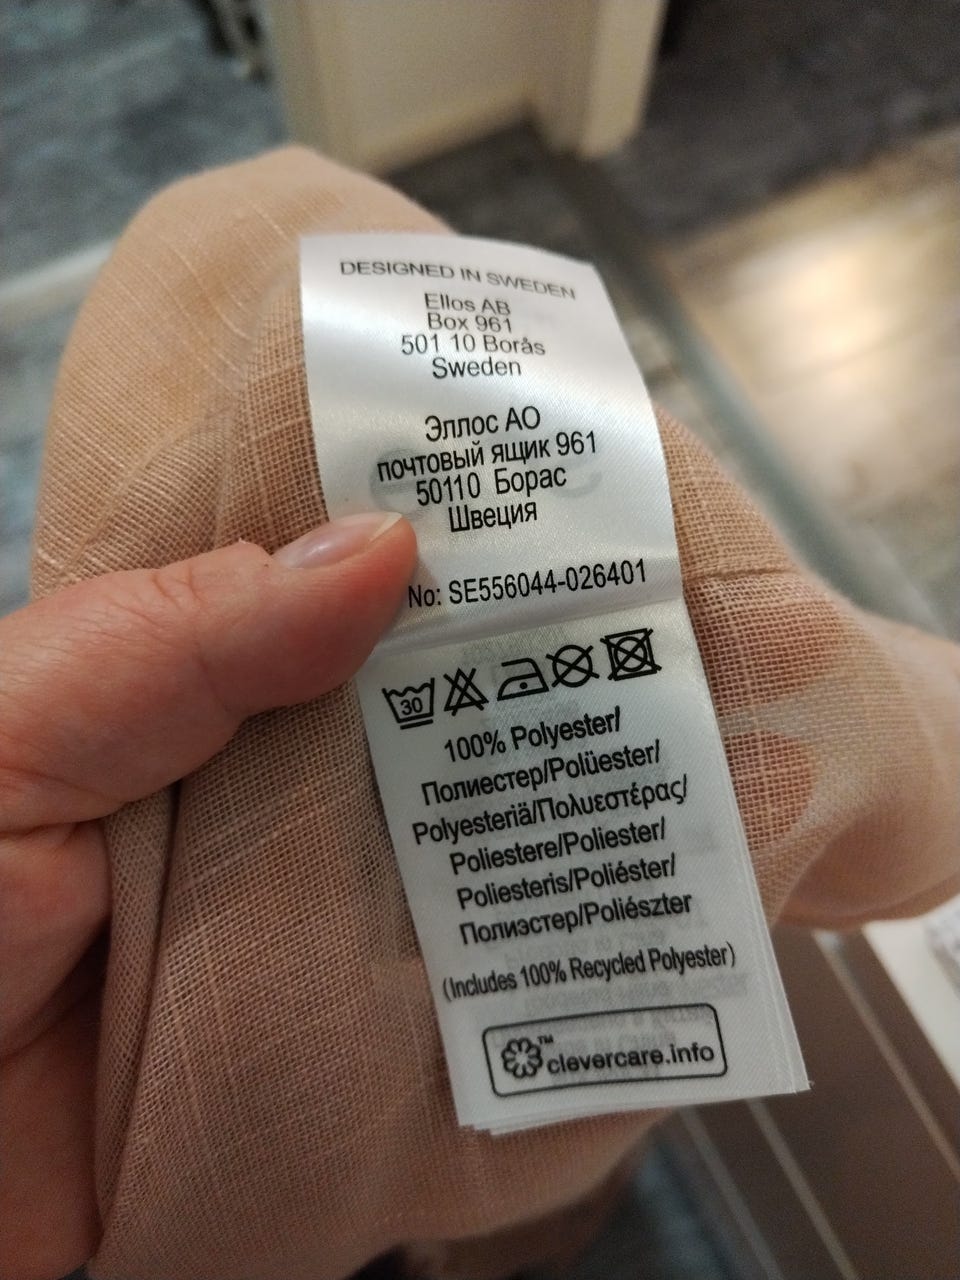 DESIGNED IN SWEDEN
Ellos AB
Box 961
501 10 Borås
Sweden
Эллос АО
почтовый ящик 961
50110 Борас
Швеция
No: SE556044-026401
30
100% Polyester/
Полиестер/Polüester/
Polyesteriä/Πολυεστέρας/
Poliestere/Poliester/
Poliesteris/Poliéster/
Полиэстер/Poliészter
(Includes 100% Recycled Polyester)
™ clevercare.info